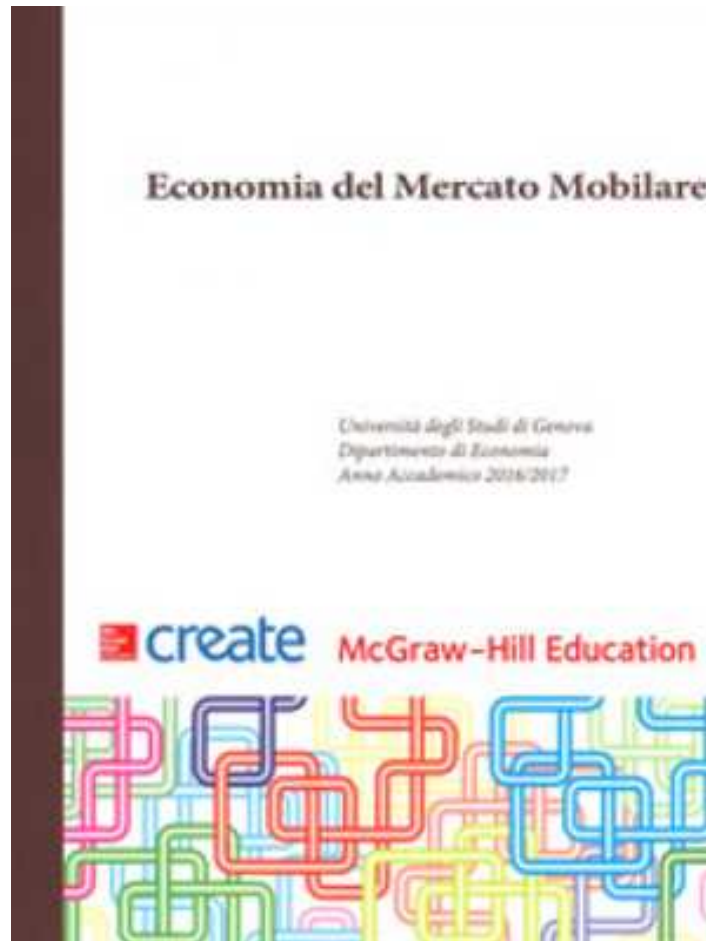 Economia del Mercato Mobilare
Università degli Studi di Genova
Dipartimento di Economia
Anno Accademico 2016/2017
create McGraw-Hill Education